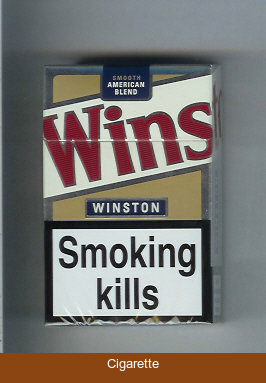 SMOOTH
AMERICAN
BLEND
Wins
WINSTON
Smoking
kills
Cigarette